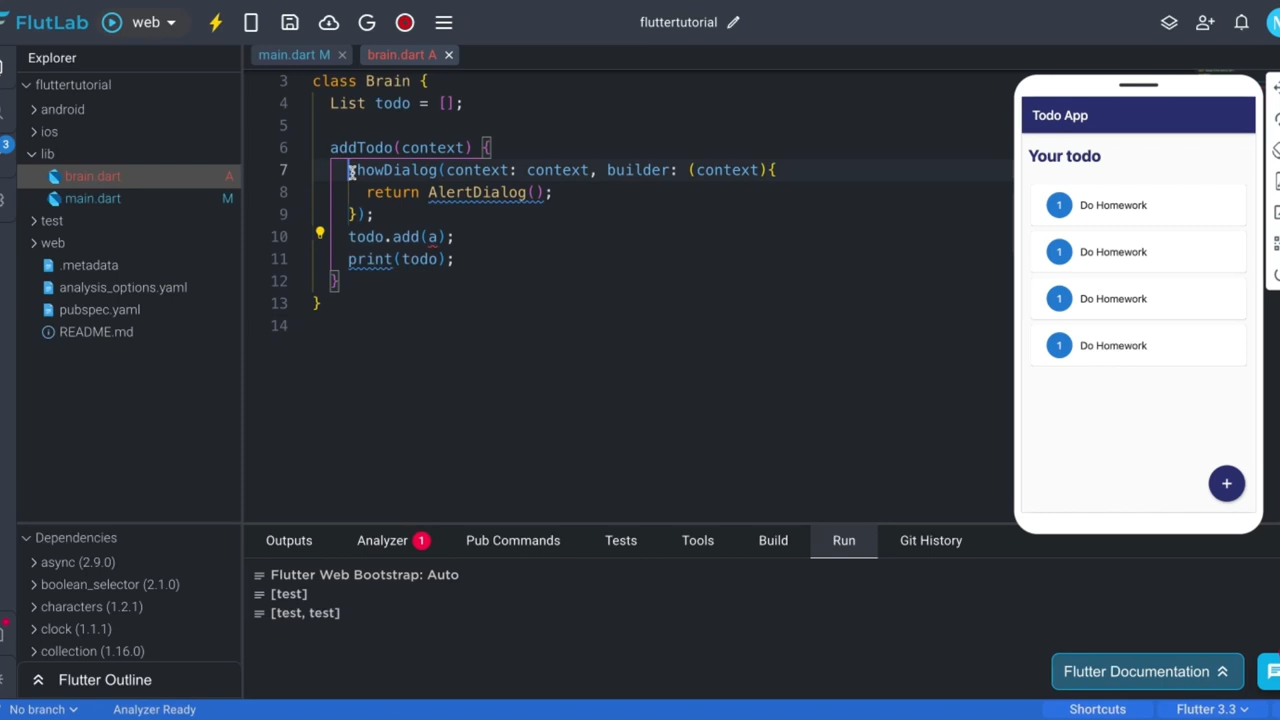 FlutLab
web
fluttertutorial
Explorer
main.dart M
brain.dart A
fluttertutorial
android
ios
3
lib
brain.dart A
main.dart M
test
web
.metadata
analysis_options.yaml
pubspec.yaml
README.md
3 class Brain {
4 List todo = [];
5
6 addTodo(context) {
7 showDialog(context: context, builder: (context){
8 return AlertDialog();
9 });
10 todo.add(a);
11 print(todo);
12 }
13 }
14
Todo App
Your todo
1 Do Homework
1 Do Homework
1 Do Homework
1 Do Homework
+
Dependencies
async (2.9.0)
boolean_selector (2.1.0)
characters (1.2.1)
clock (1.1.1)
collection (1.16.0)
Flutter Outline
Outputs Analyzer 1 Pub Commands Tests Tools Build Run Git History
Flutter Web Bootstrap: Auto
[test]
[test, test]
Flutter Documentation
No branch Analyzer Ready Shortcuts Flutter 3.3